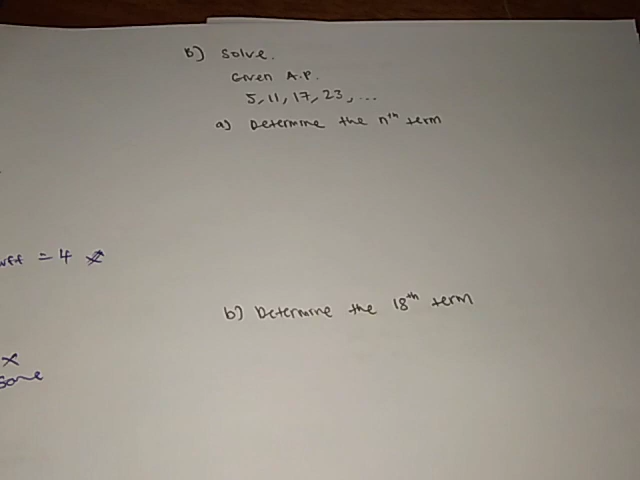 B) Solve.
Given A.P.
5, 11, 17, 23, ...
a) Determine the nth term
= 4
b) Determine the 18th term
x